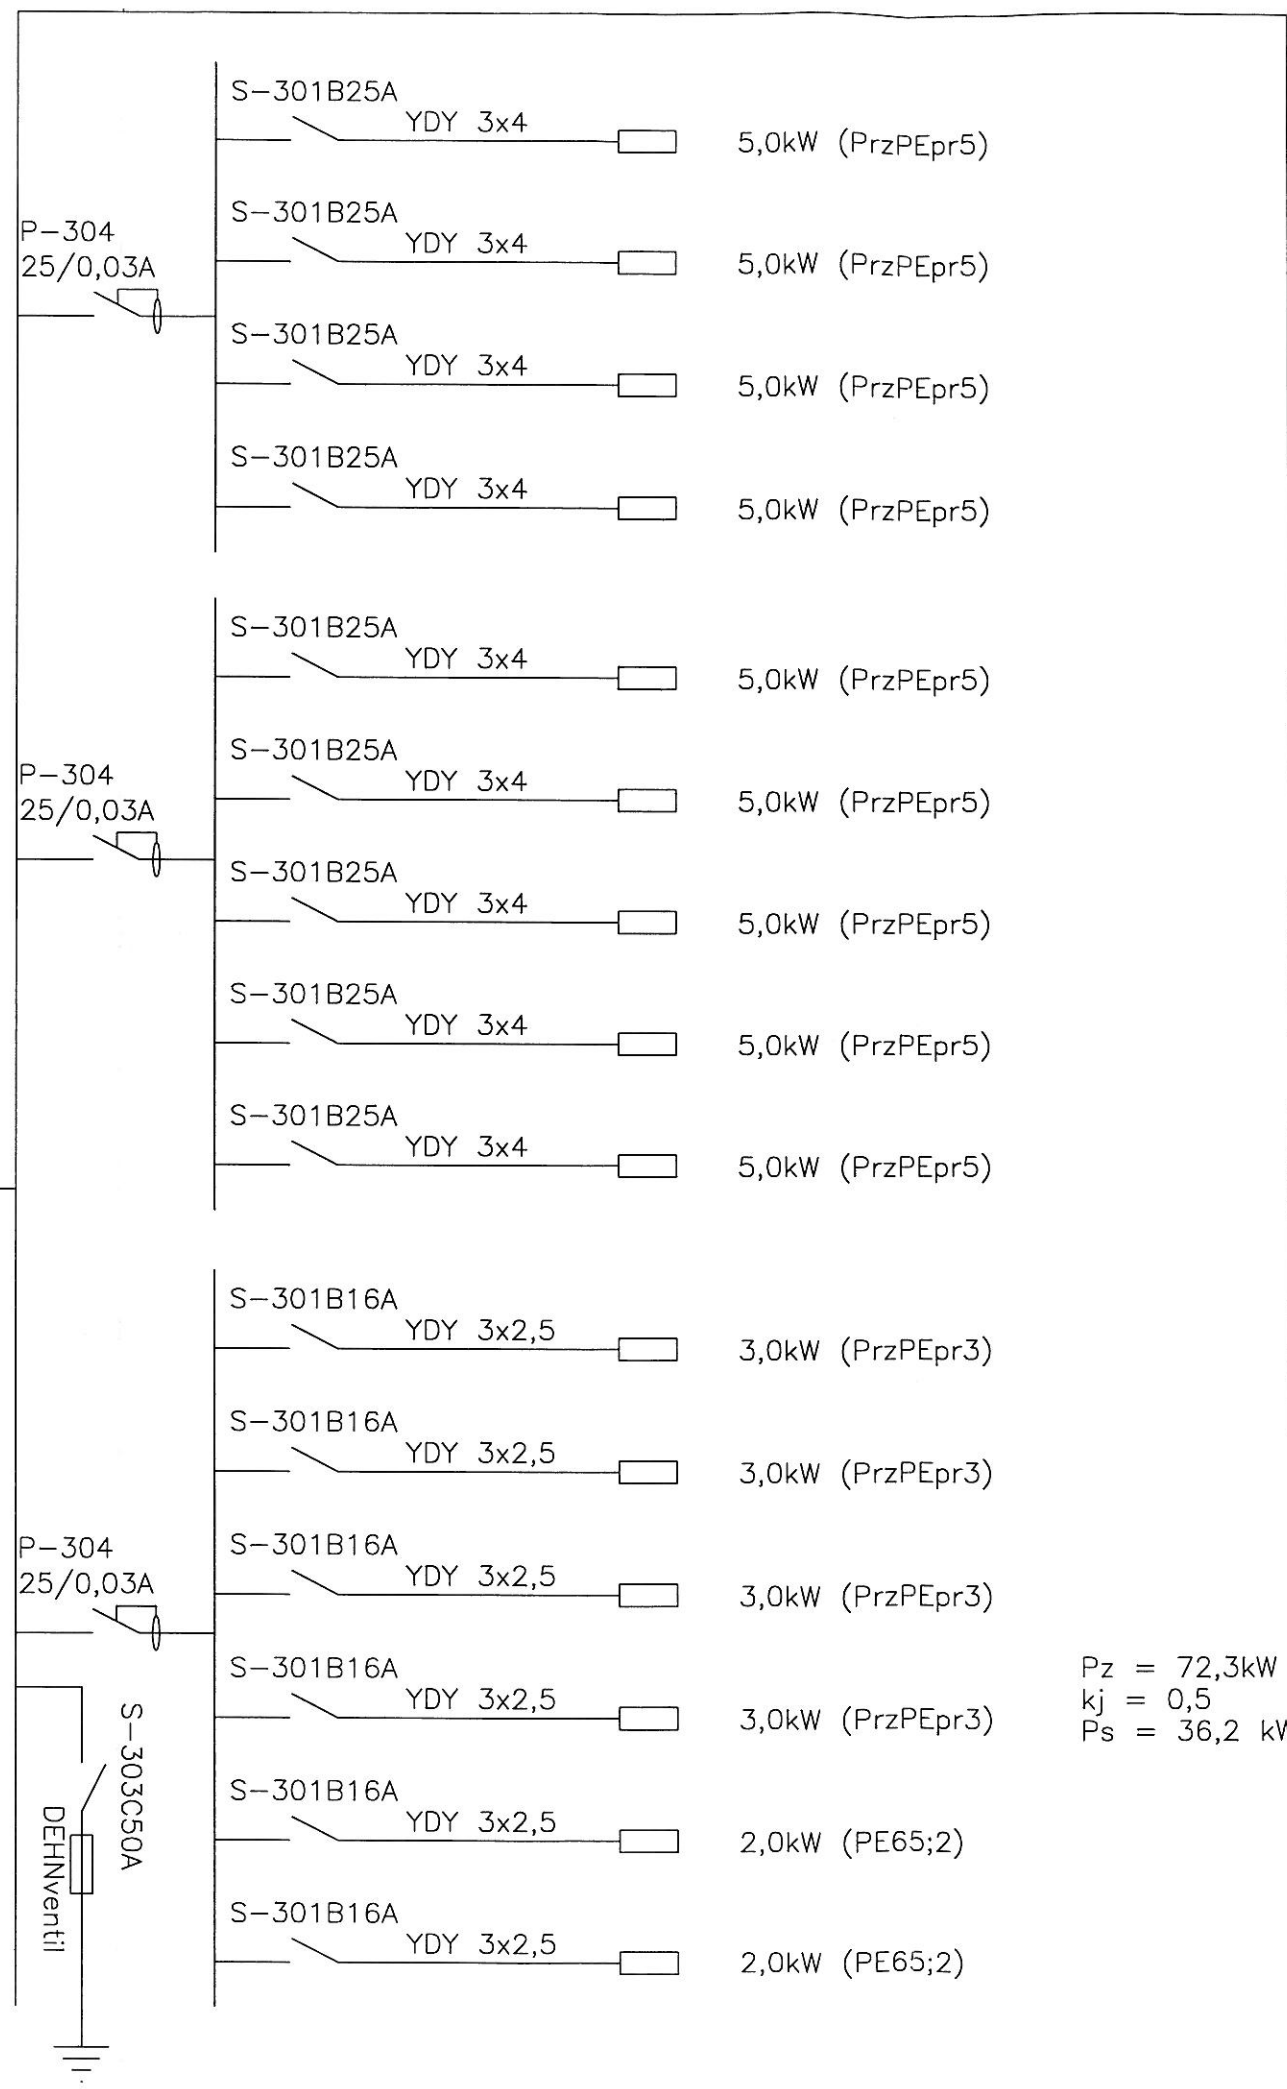 S-301B25A
YDY 3x4
5,0kW (PrzPEpr5)
S-301B25A
YDY 3x4
5,0kW (PrzPEpr5)
P-304
25/0,03A
S-301B25A
YDY 3x4
5,0kW (PrzPEpr5)
S-301B25A
YDY 3x4
5,0kW (PrzPEpr5)
S-301B25A
YDY 3x4
5,0kW (PrzPEpr5)
S-301B25A
YDY 3x4
5,0kW (PrzPEpr5)
P-304
25/0,03A
S-301B25A
YDY 3x4
5,0kW (PrzPEpr5)
S-301B25A
YDY 3x4
5,0kW (PrzPEpr5)
S-301B25A
YDY 3x4
5,0kW (PrzPEpr5)
S-301B16A
YDY 3x2,5
3,0kW (PrzPEpr3)
S-301B16A
YDY 3x2,5
3,0kW (PrzPEpr3)
P-304
25/0,03A
S-301B16A
YDY 3x2,5
3,0kW (PrzPEpr3)
S-301B16A
YDY 3x2,5
3,0kW (PrzPEpr3)
Pz = 72,3kW
kj = 0,5
Ps = 36,2 kW
S-303C50A
DEHNventil
S-301B16A
YDY 3x2,5
2,0kW (PE65;2)
S-301B16A
YDY 3x2,5
2,0kW (PE65;2)